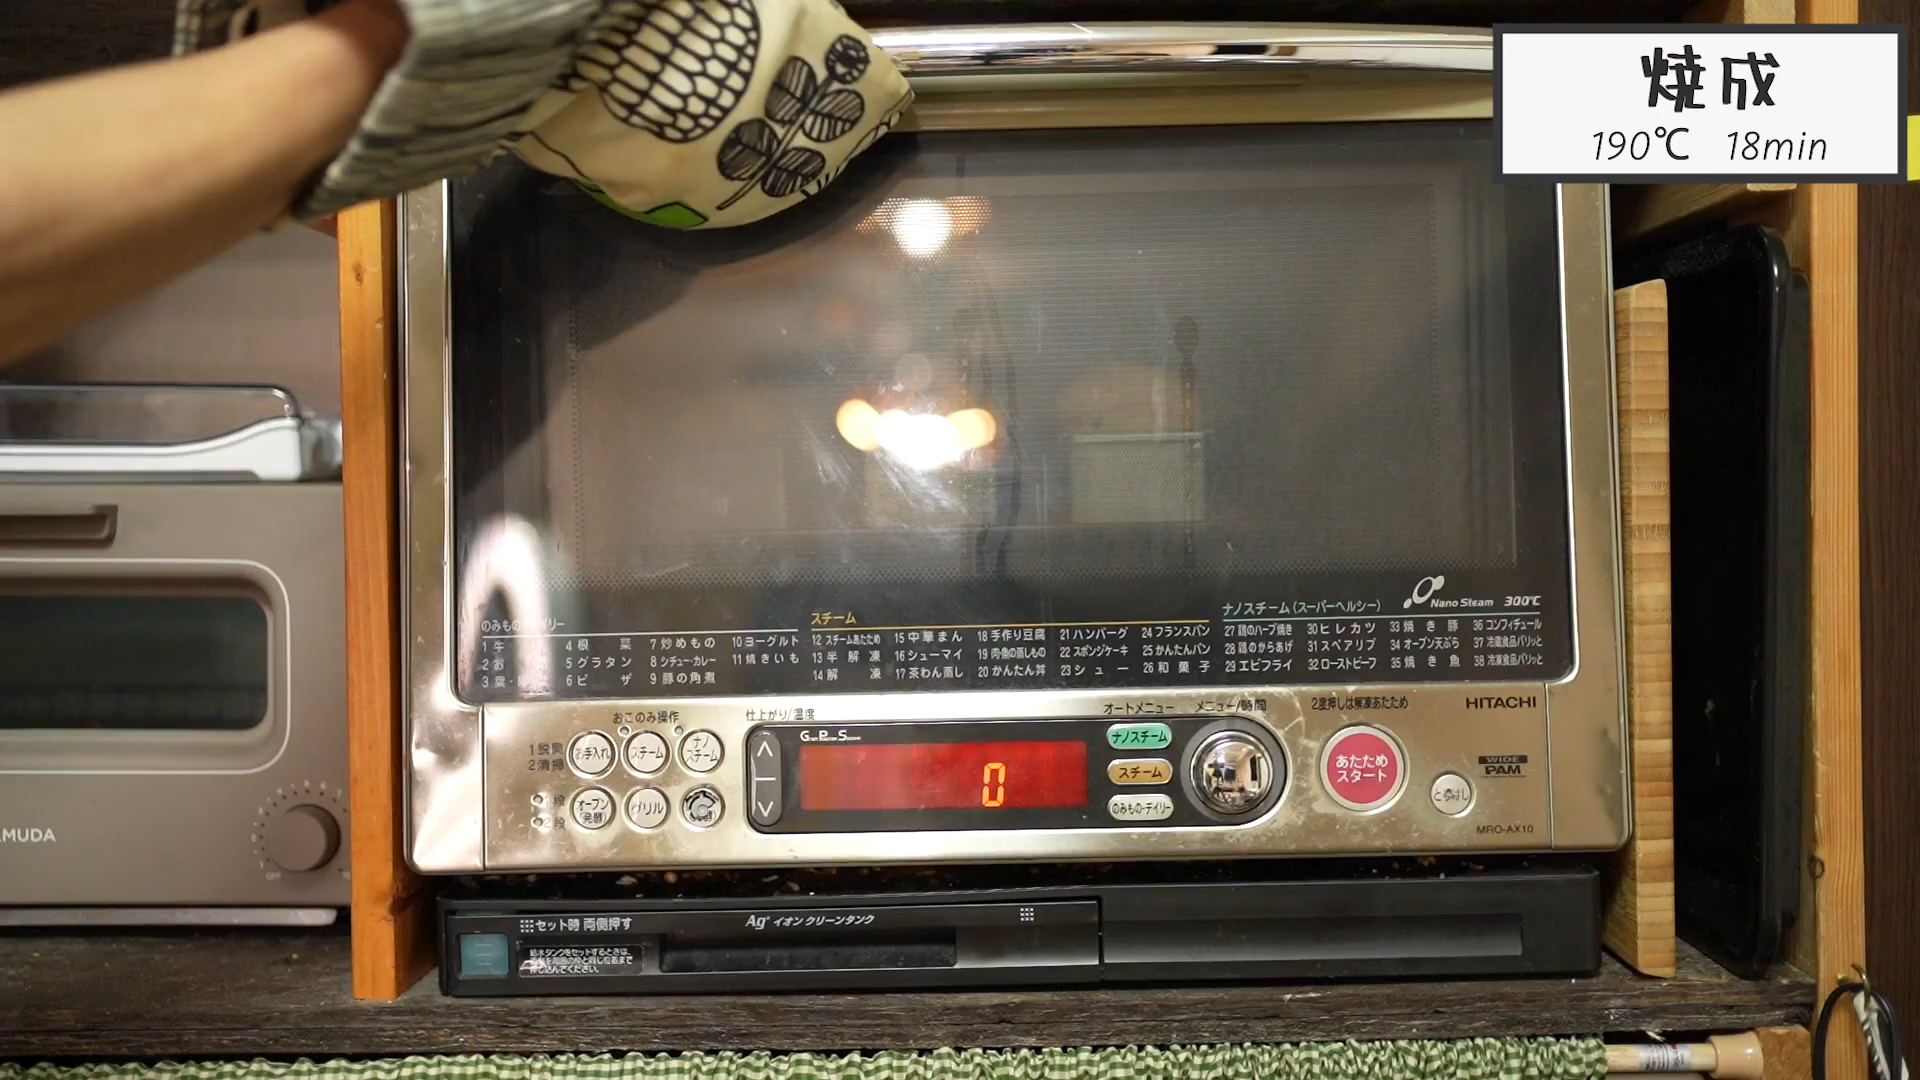 焼成
190℃ 18min
Nano Steam 300℃
ナノスチーム(スーパーヘルシー)
スチーム
4 根 菜 7 炒めもの 10 ヨーグルト
5 グラタン 8 シチュー・カレー 11 焼きいも
6 ピ ザ 9 豚の角煮
12 スチームあたため 15 中華まん 18 手作り豆腐 21 ハンバーグ 24 フランスパン
13 半解凍 16 シューマイ 19 肉・魚の蒸しもの 22 スポンジケーキ 25 かんたんパン
14 解 凍 17 茶わん蒸し 20 かんたん丼 23 シュー 26 和菓子
27 鶏のハーブ焼き 30 ヒレカツ 33 焼き豚 36 コンフィチュール
28 鶏のからあげ 31 スペアリブ 34 オーブン天ぷら 37 冷蔵食品パリッと
29 エビフライ 32 ローストビーフ 35 焼き魚 38 冷凍食品パリッと
おこのみ操作
仕上がり/温度
オートメニュー
メニュー/時間
2度押しは解凍あたため
HITACHI
1 脱臭
2 清掃
お手入れ
スチーム
ナノスチーム
オーブン(発酵)
グリル
0
ナノスチーム
スチーム
のみもの・デイリー
あたため
スタート
とりけし
WIDE
PAM
MRO-AX10
AMUDA
セット時 両側押す
Ag⁺ イオン クリーンタンク